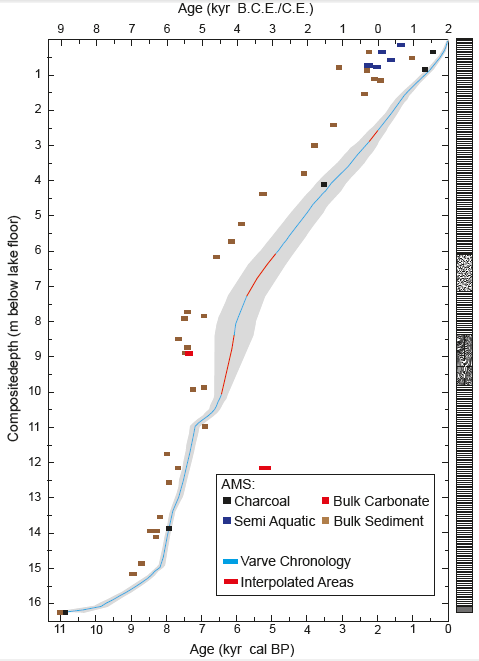 Age (kyr B.C.E./C.E.)
9 8 7 6 5 4 3 2 1 0 1 2
Compositedepth (m below lake floor)
1
2
3
4
5
6
7
8
9
10
11
12
13
14
15
16
AMS:
Charcoal Bulk Carbonate
Semi Aquatic Bulk Sediment
Varve Chronology
Interpolated Areas
11 10 9 8 7 6 5 4 3 2 1 0
Age (kyr cal BP)